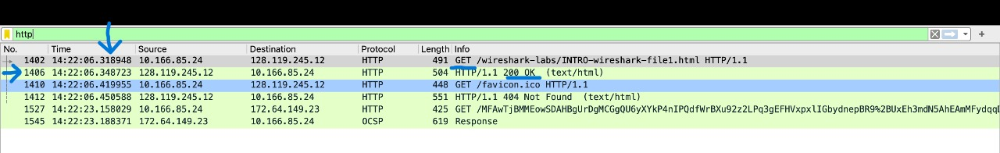 http
No. Time Source Destination Protocol Length Info
1402 14:22:06.318948 10.166.85.24 128.119.245.12 HTTP 491 GET /wireshark-labs/INTRO-wireshark-file1.html HTTP/1.1
1406 14:22:06.348723 128.119.245.12 10.166.85.24 HTTP 504 HTTP/1.1 200 OK (text/html)
1410 14:22:06.419955 10.166.85.24 128.119.245.12 HTTP 448 GET /favicon.ico HTTP/1.1
1412 14:22:06.450588 128.119.245.12 10.166.85.24 HTTP 551 HTTP/1.1 404 Not Found (text/html)
1527 14:22:23.158029 10.166.85.24 172.64.149.23 HTTP 425 GET /MFAwTjBMMEowSDAHBgUrDgMCGgQU6yXYkP4nIPQdfWrBXu92z2LPq3gEFHVxpxlIGbydnepBR9%2BUxEh3mdN5AhEAmMFydqqD
1545 14:22:23.188371 172.64.149.23 10.166.85.24 OCSP 619 Response